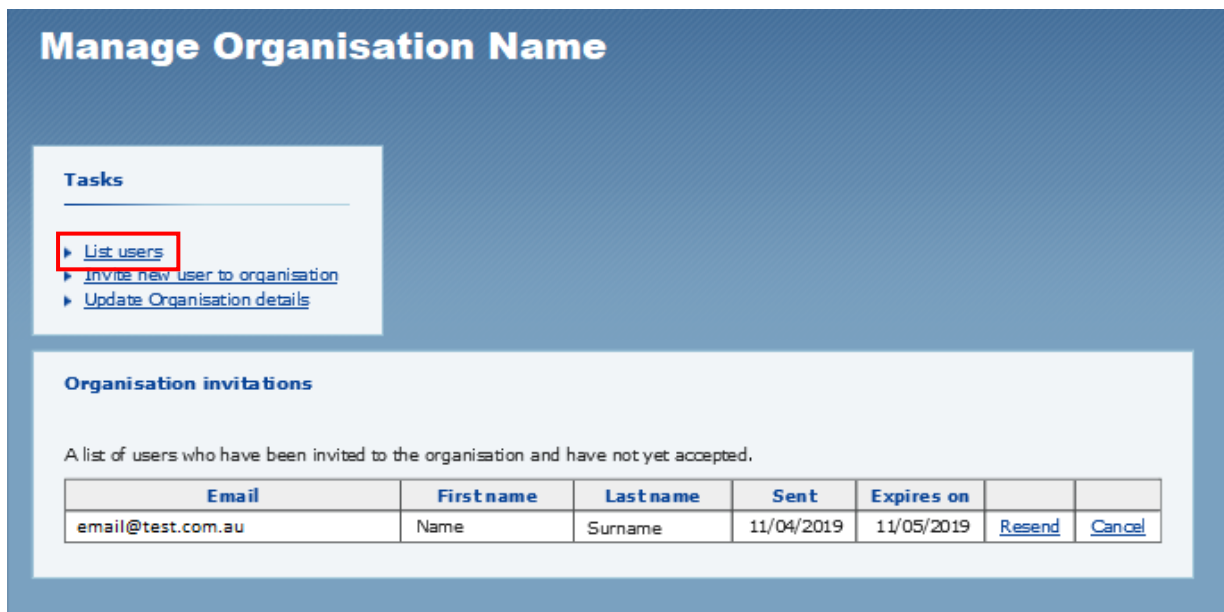 Manage Organisation Name
Tasks
List users
Invite new user to organisation
Update Organisation details
Organisation invitations
A list of users who have been invited to the organisation and have not yet accepted.
Email First name Last name Sent Expires on
email@test.com.au Name Surname 11/04/2019 11/05/2019 Resend Cancel